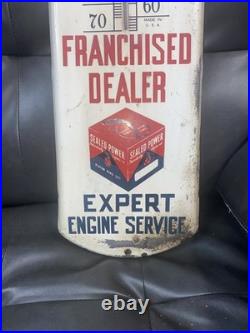 70 60
MADE IN
U.S.A.
FRANCHISED
DEALER
SEALED POWER
SEALED POWER
EXPERT
ENGINE SERVICE